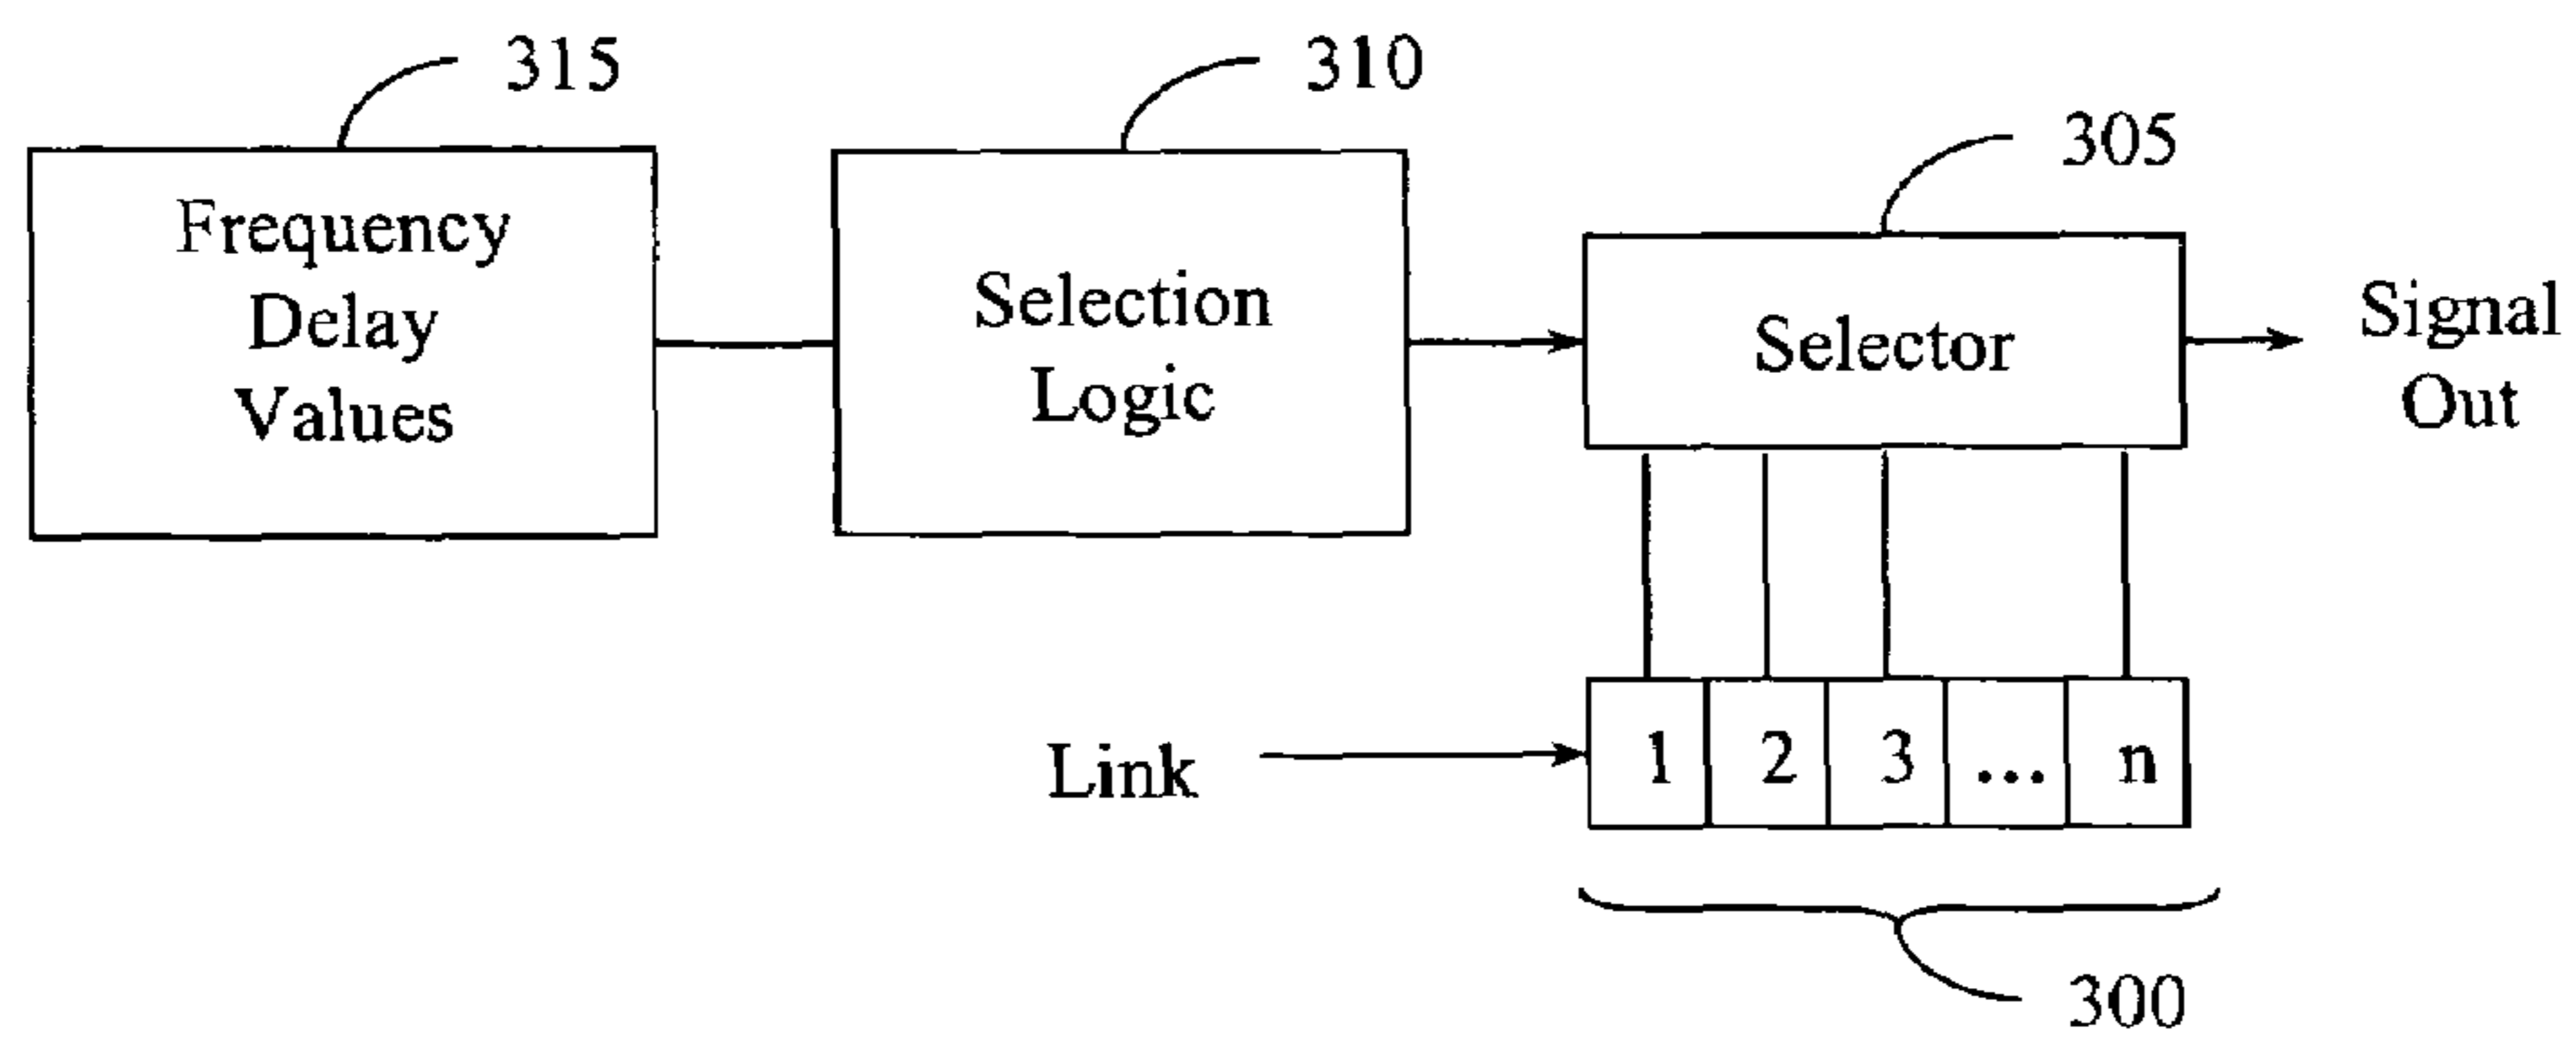 315
310
305
Frequency
Delay
Values
Selection
Logic
Selector
Signal
Out
Link
1 2 3 ... n
300